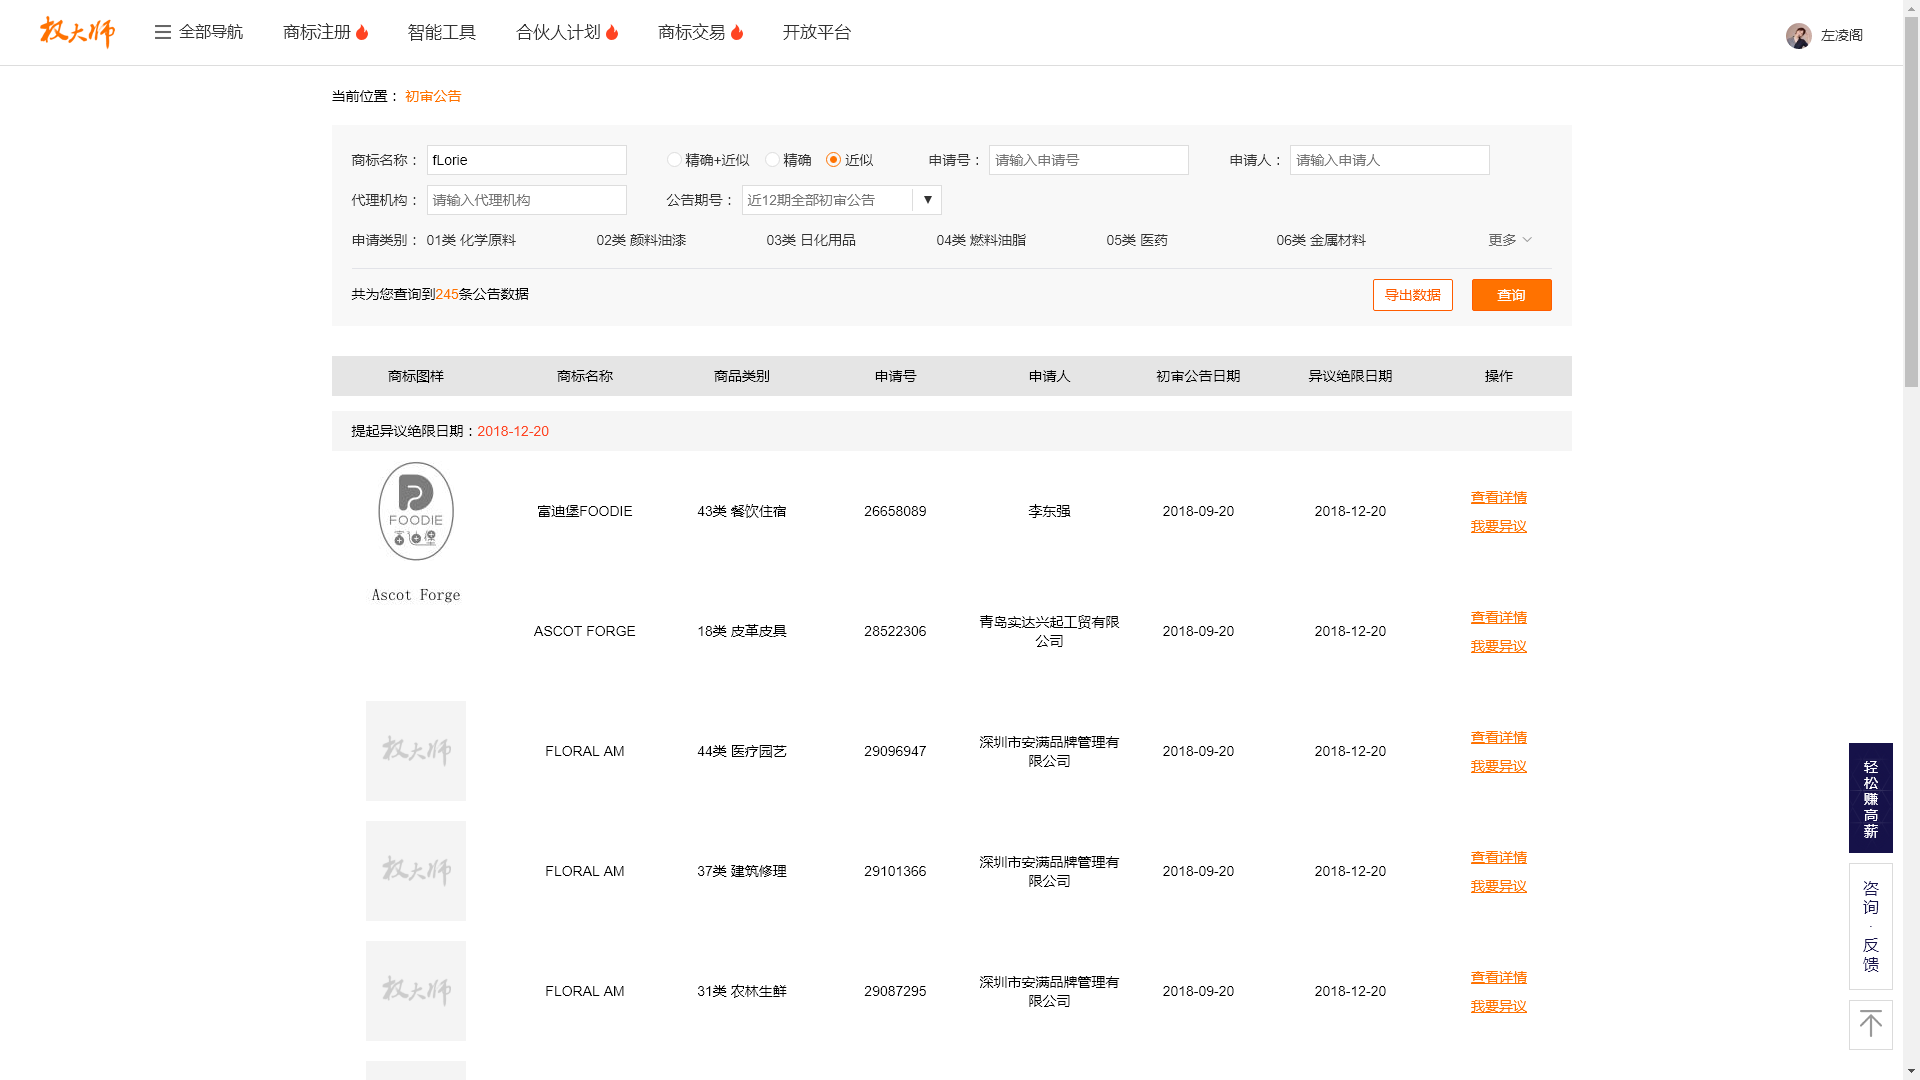 权大师
全部导航
商标注册
智能工具
合伙人计划
商标交易
开放平台
左凌阁
当前位置： 初审公告
商标名称： fLorie 精确+近似 精确 近似 申请号： 请输入申请号 申请人： 请输入申请人
代理机构： 请输入代理机构 公告期号： 近12期全部初审公告 ▼
申请类别： 01类 化学原料 02类 颜料油漆 03类 日化用品 04类 燃料油脂 05类 医药 06类 金属材料 更多
共为您查询到245条公告数据 导出数据 查询
商标图样 商标名称 商品类别 申请号 申请人 初审公告日期 异议绝限日期 操作
提起异议绝限日期：2018-12-20
FOODIE
富迪堡
富迪堡FOODIE 43类 餐饮住宿 26658089 李东强 2018-09-20 2018-12-20 查看详情
我要异议
Ascot Forge
ASCOT FORGE 18类 皮革皮具 28522306 青岛实达兴起工贸有限公司 2018-09-20 2018-12-20 查看详情
我要异议
权大师
FLORAL AM 44类 医疗园艺 29096947 深圳市安满品牌管理有限公司 2018-09-20 2018-12-20 查看详情
我要异议
权大师
FLORAL AM 37类 建筑修理 29101366 深圳市安满品牌管理有限公司 2018-09-20 2018-12-20 查看详情
我要异议
权大师
FLORAL AM 31类 农林生鲜 29087295 深圳市安满品牌管理有限公司 2018-09-20 2018-12-20 查看详情
我要异议
轻松赚高薪
咨询·反馈